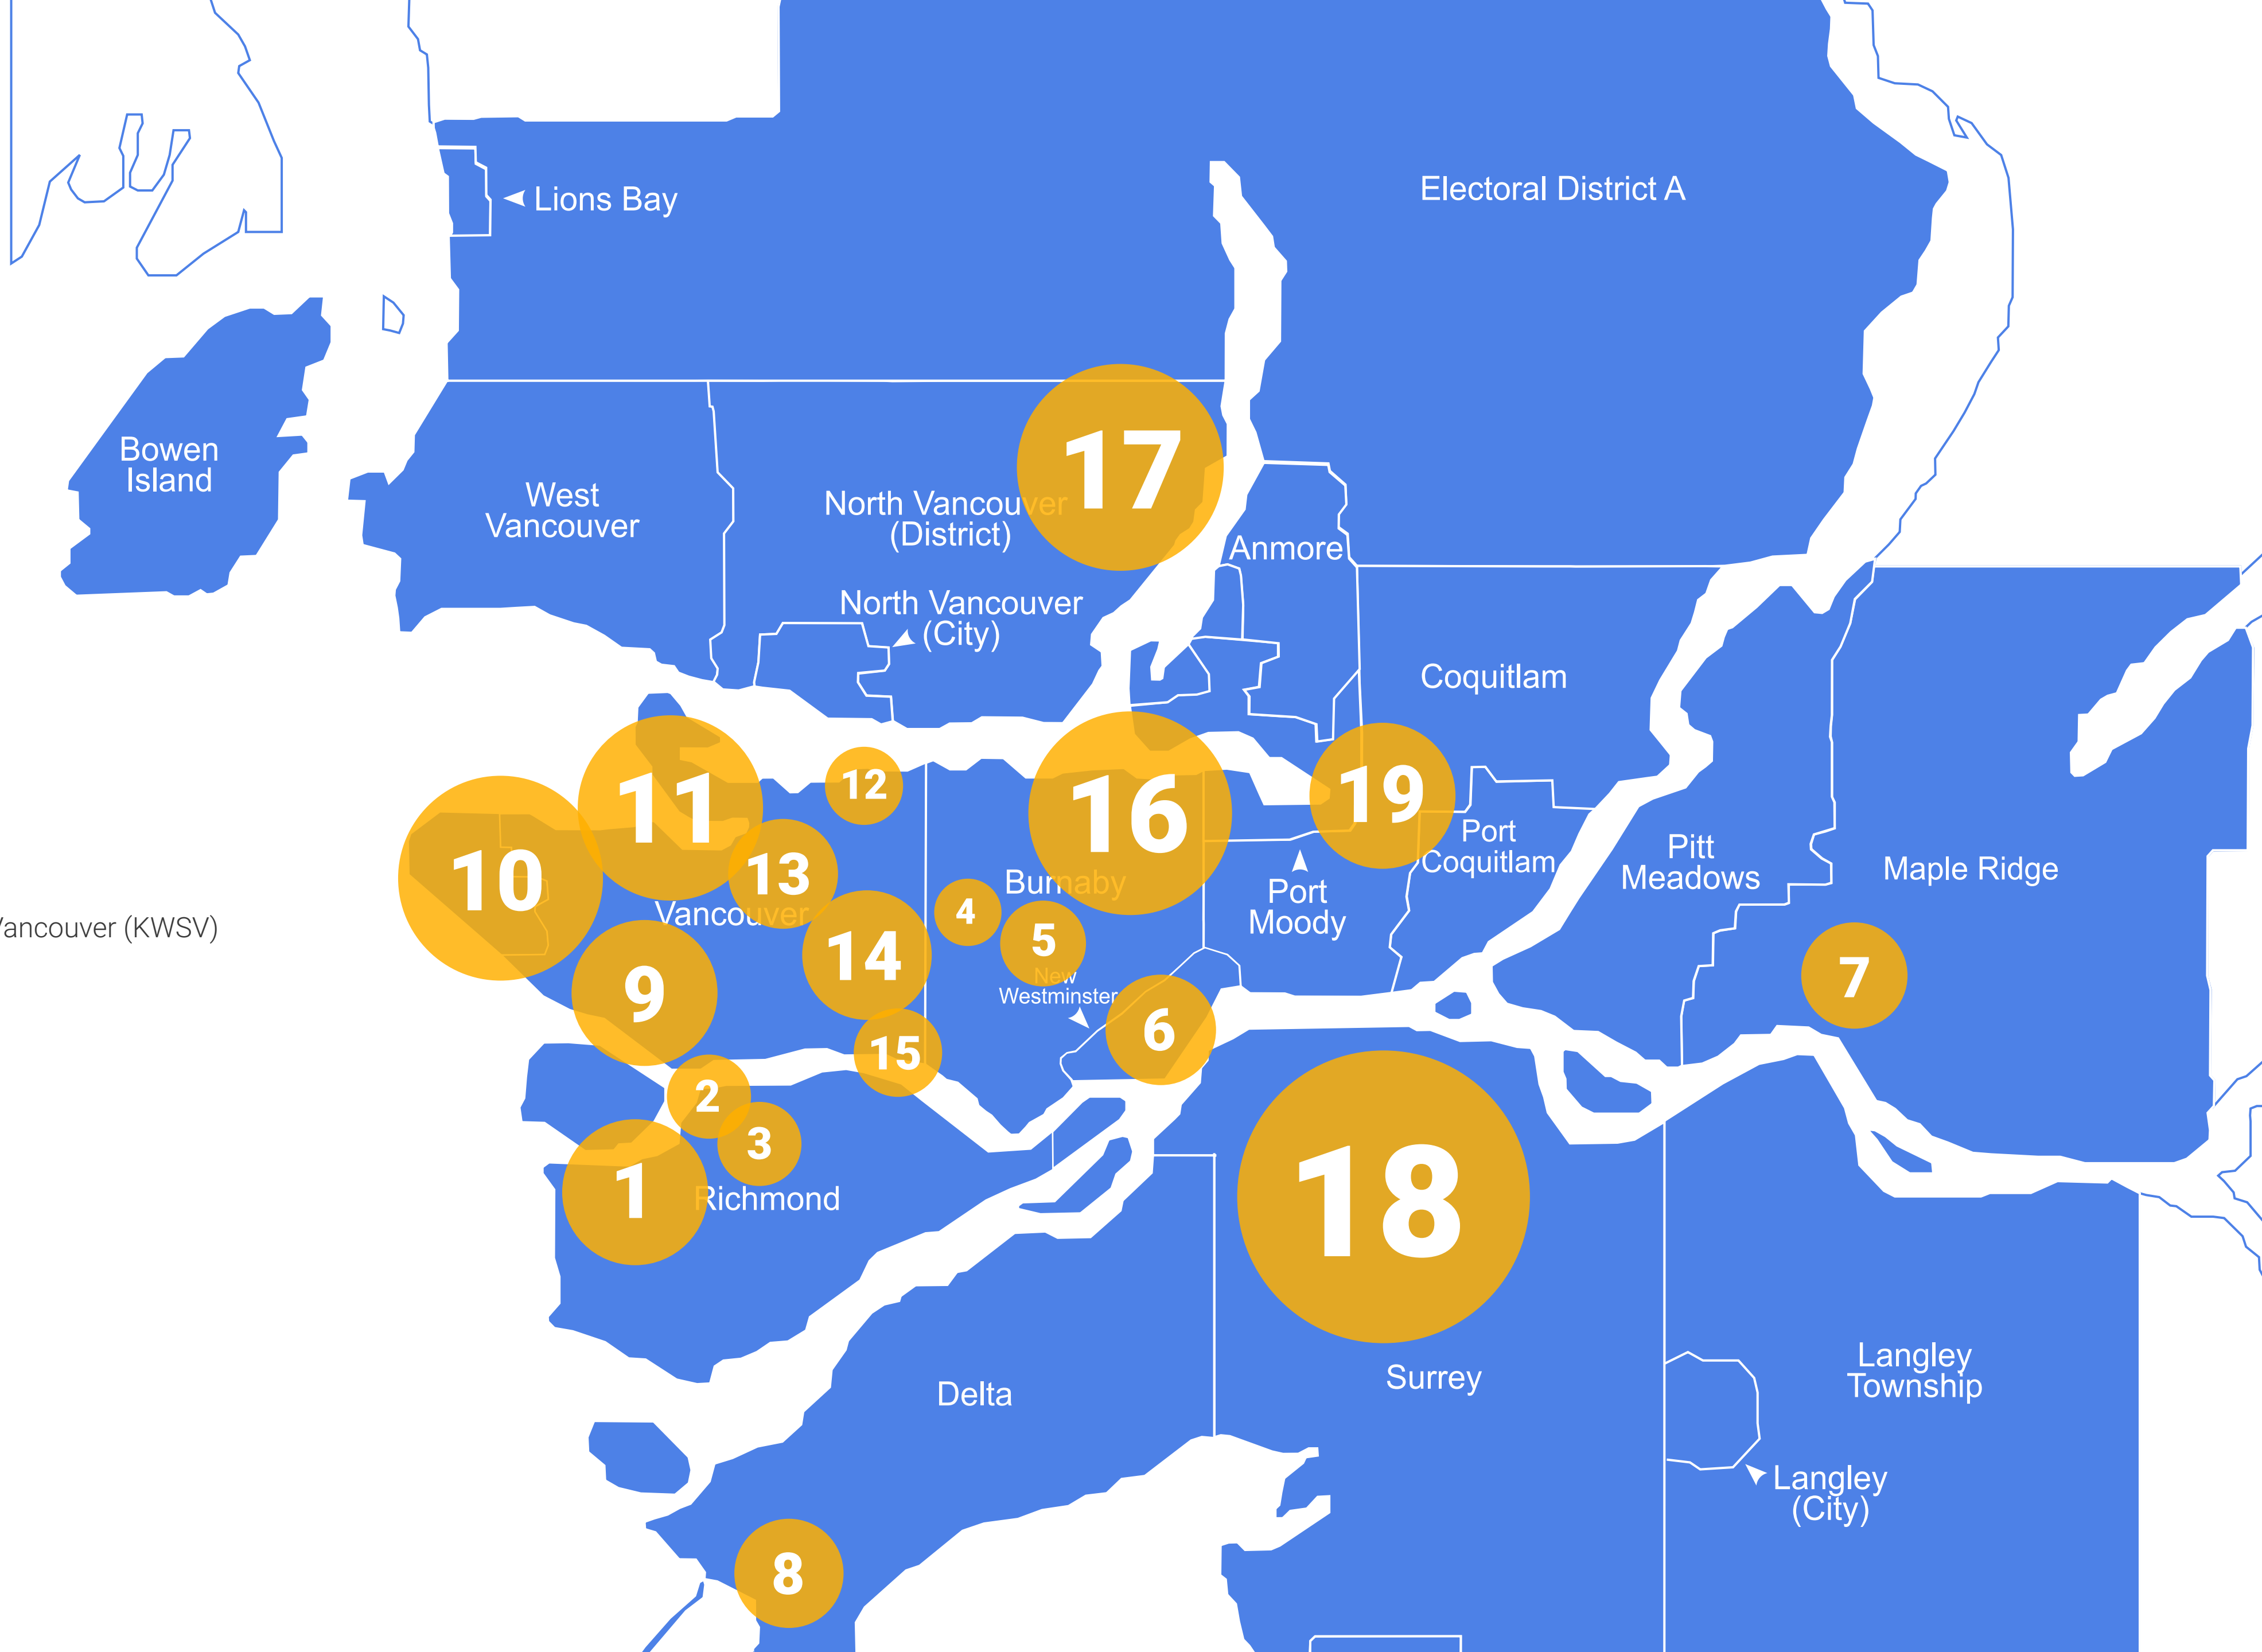 Lions Bay
Electoral District A
Bowen
Island
West
Vancouver
North Vancouver
(District)
17
Anmore
North Vancouver
(City)
Coquitlam
11
12
16
19
10
13
Port
Coquitlam
Pitt
Meadows
Maple Ridge
Burnaby
Port
Moody
Vancouver
4
5
ancouver (KWSV)
14
9
New
Westminster
7
6
15
2
3
1
Richmond
18
Langley
Township
Surrey
Delta
Langley
(City)
8